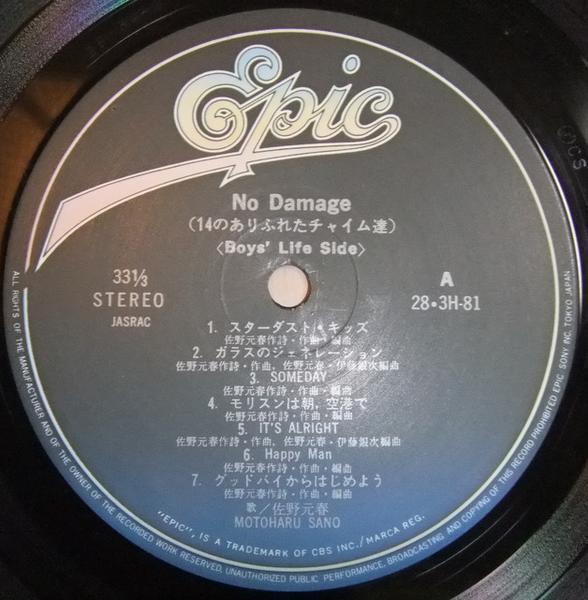 Epic
No Damage
(14のありふれたチャイム達)
〈Boys' Life Side〉
33⅓
STEREO
JASRAC
A
28・3H-81
1. スターダスト・キッズ
佐野元春作詩・作曲・編曲
2. ガラスのジェネレーション
佐野元春作詩・作曲, 佐野元春・伊藤銀次編曲
3. SOMEDAY
佐野元春作詩・作曲・編曲
4. モリスンは朝, 空港で
佐野元春作詩・作曲・編曲
5. IT'S ALRIGHT
佐野元春作詩・作曲, 佐野元春・伊藤銀次編曲
6. Happy Man
佐野元春作詩・作曲・編曲
7. グッドバイからはじめよう
佐野元春作詩・作曲・編曲
歌/佐野元春
MOTOHARU SANO
"EPIC", IS A TRADEMARK OF CBS INC./MARCA REG.
ALL RIGHTS OF THE MANUFACTURER AND OF THE OWNER OF THE RECORDED WORK RESERVED. UNAUTHORIZED PUBLIC PERFORMANCE, BROADCASTING AND COPYING OF THIS RECORD PROHIBITED EPIC SONY INC. TOKYO JAPAN